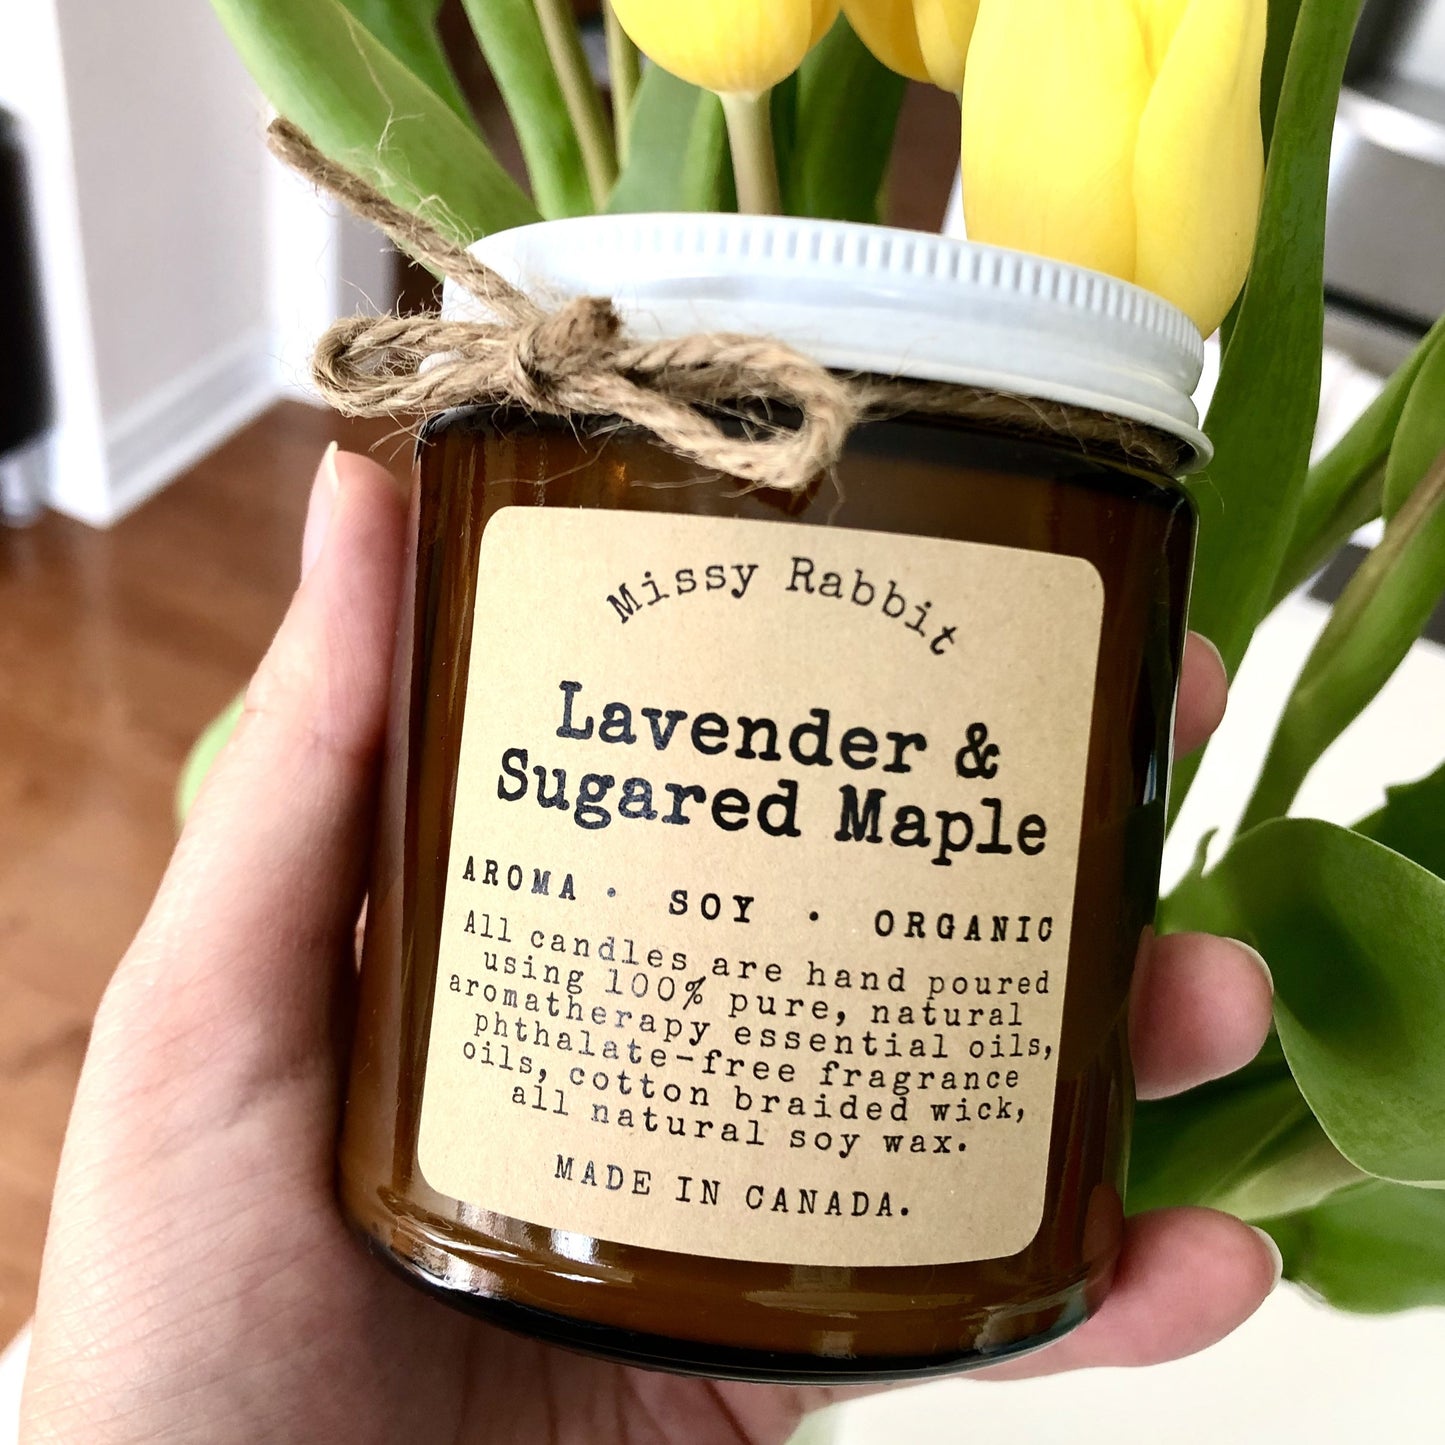 Missy Rabbit
Lavender &
Sugared Maple
AROMA · SOY · ORGANIC
All candles are hand poured
using 100% pure, natural
aromatherapy essential oils,
phthalate-free fragrance
oils, cotton braided wick,
all natural soy wax.
MADE IN CANADA.